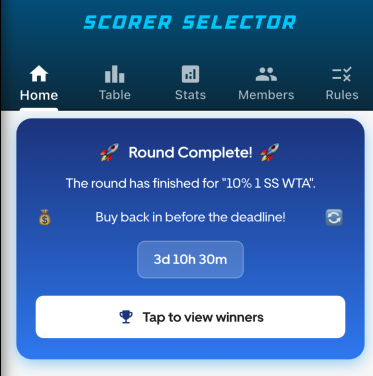 SCORER SELECTOR
Home Table Stats Members Rules
Round Complete!
The round has finished for "10% 1 SS WTA".
Buy back in before the deadline!
3d 10h 30m
Tap to view winners